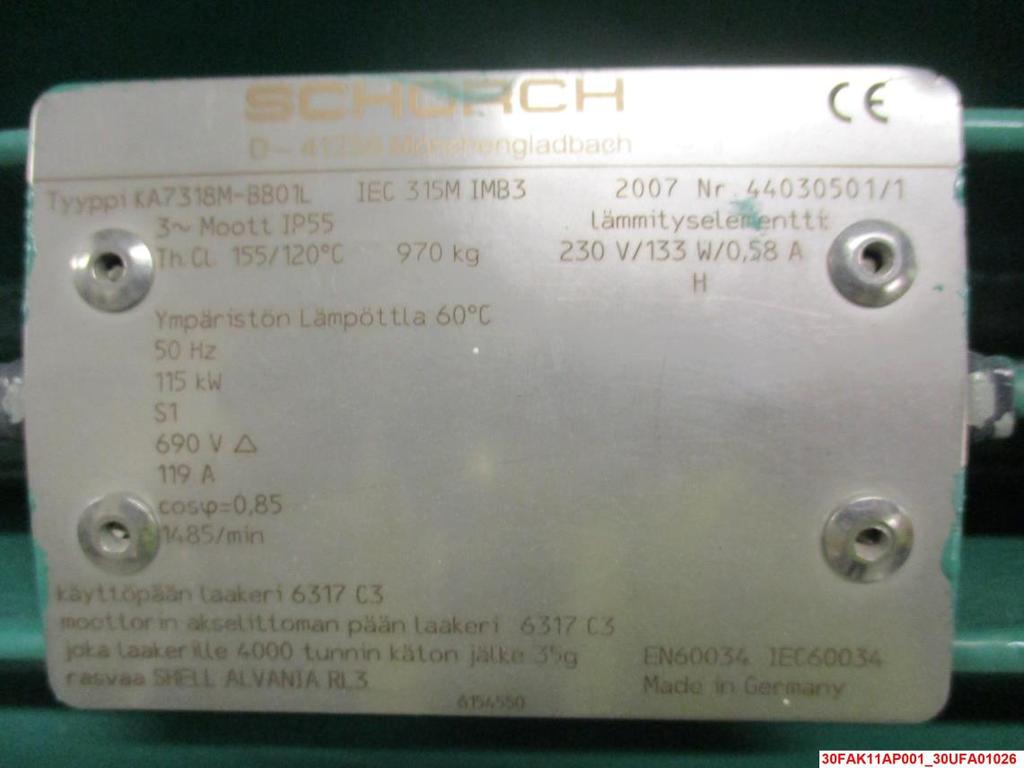 SCHORCH
CE
D- 41238 Mönchengladbach
Tyyppi KA7318M-BB01L IEC 315M IMB3 2007 Nr. 44030501/1
3~ Moott IP55 lämmityselementti:
Th.Cl. 155/120°C 970 kg 230 V/133 W/0,58 A
H
Ympäristön Lämpöttla 60°C
50 Hz
115 kW
S1
690 V △
119 A
cosφ=0,85
1485/min
käyttöpään laakeri 6317 C3
moottorin akselittoman pään laakeri 6317 C3
joka laakerille 4000 tunnin käton jälke 35g EN60034 IEC60034
rasvaa SHELL ALVANIA RL3 Made in Germany
6154550
30FAK11AP001_30UFA01026